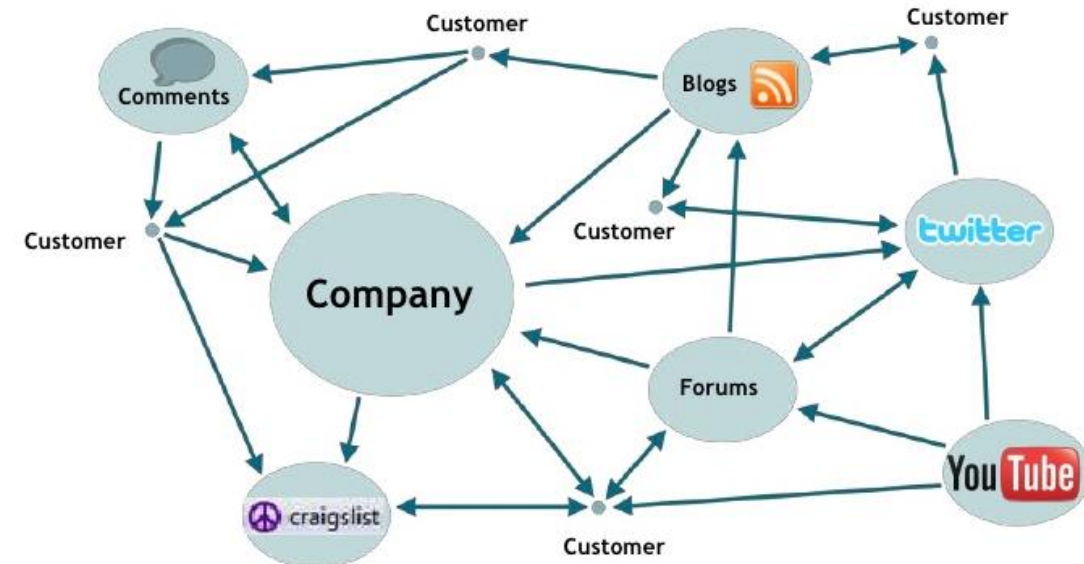 Customer
Customer
Comments
Blogs
Customer
Customer
twitter
Company
Forums
YouTube
craigslist
Customer